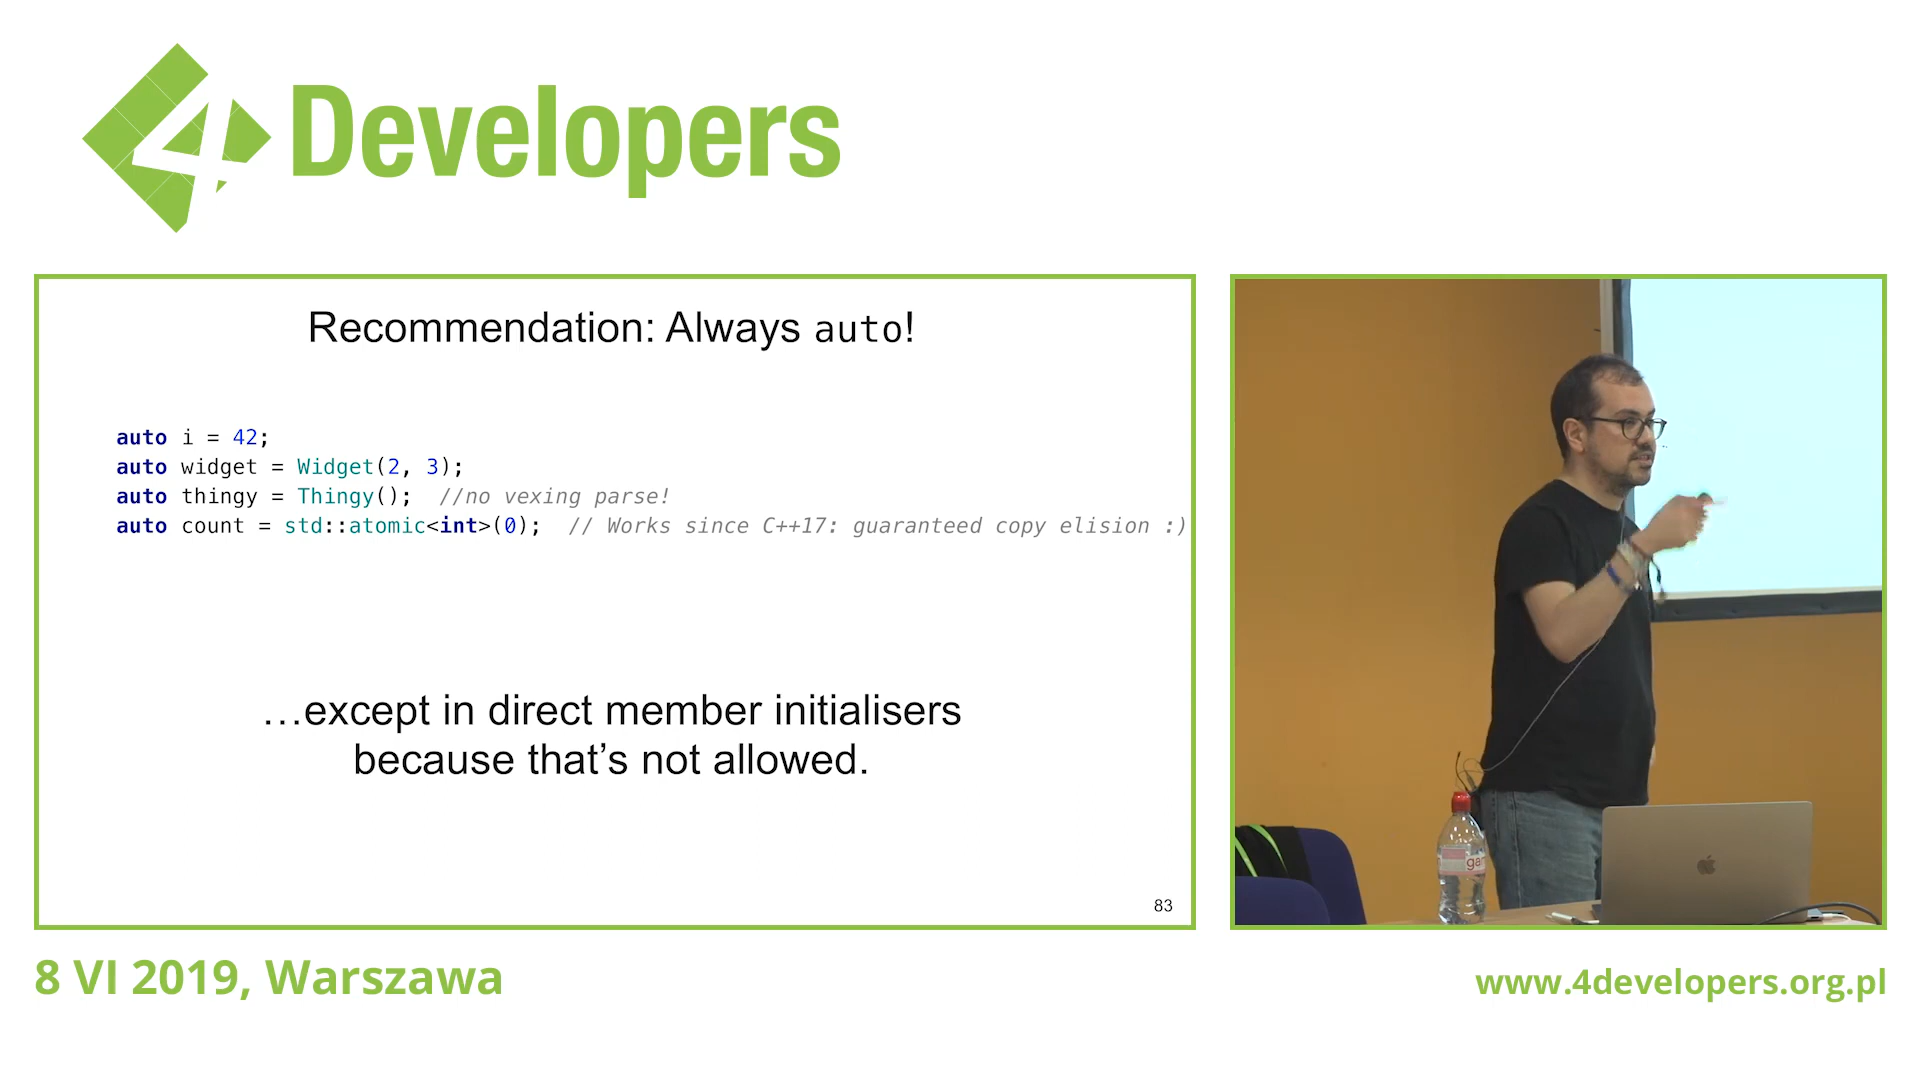 4Developers
Recommendation: Always auto!
auto i = 42;
auto widget = Widget(2, 3);
auto thingy = Thingy();  //no vexing parse!
auto count = std::atomic<int>(0);  // Works since C++17: guaranteed copy elision :)
…except in direct member initialisers
because that’s not allowed.
83
8 VI 2019, Warszawa
www.4developers.org.pl